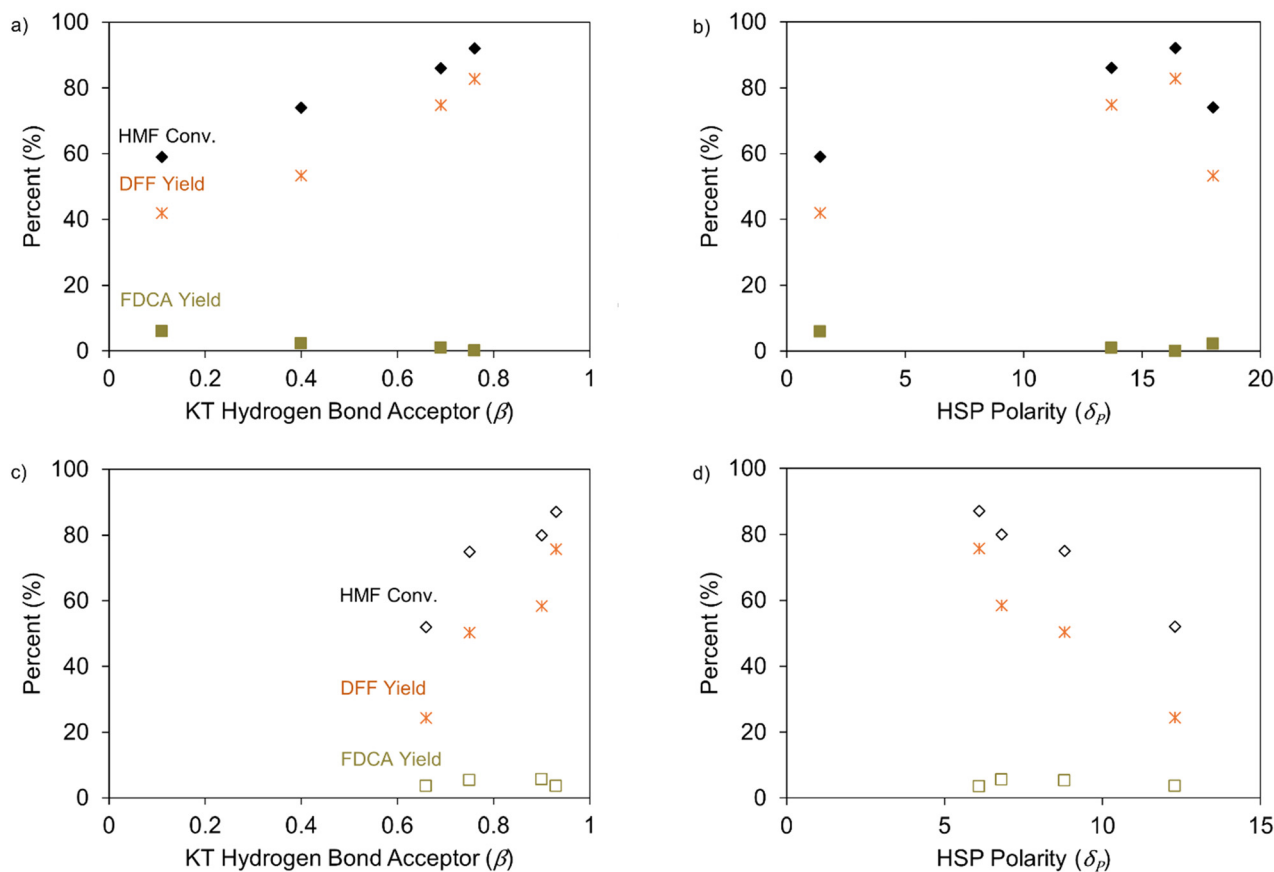 a)
100
80
60
40
20
0
Percent (%)
HMF Conv.
DFF Yield
FDCA Yield
0 0.2 0.4 0.6 0.8 1
KT Hydrogen Bond Acceptor (β)
b)
100
80
60
40
20
0
Percent (%)
0 5 10 15 20
HSP Polarity (δP)
c)
100
80
60
40
20
0
Percent (%)
HMF Conv.
DFF Yield
FDCA Yield
0 0.2 0.4 0.6 0.8 1
KT Hydrogen Bond Acceptor (β)
d)
100
80
60
40
20
0
Percent (%)
0 5 10 15
HSP Polarity (δP)